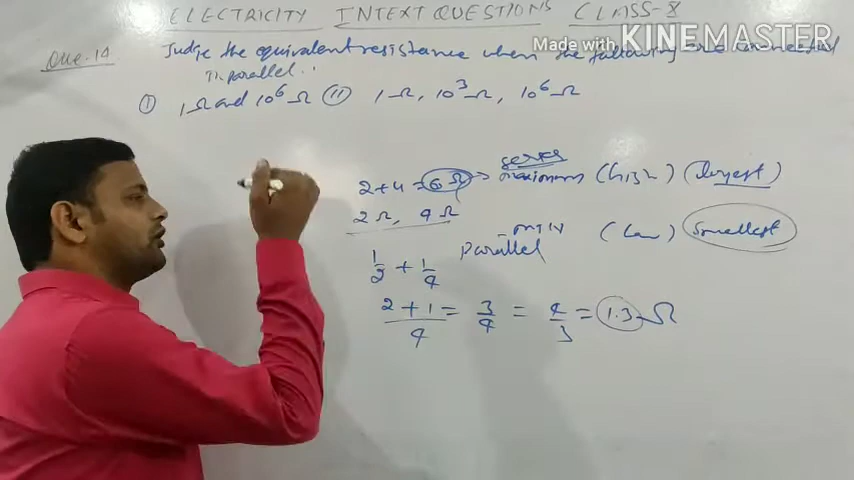 ELECTRICITY INTEXT QUESTIONS CLASS-8
Made with KINEMASTER
Que.19 Judge the equivalent resistance when the following are connected
In parallel.
(I) 1Ω and 10⁶Ω (II) 1Ω, 10³Ω, 10⁶Ω
2+4 = 6Ω → series maximum (high) (largest)
2Ω, 4Ω
Parallel - min (Low) (Smallest)
1/2 + 1/4
2+1/4 = 3/4 = 4/3 = 1.3Ω